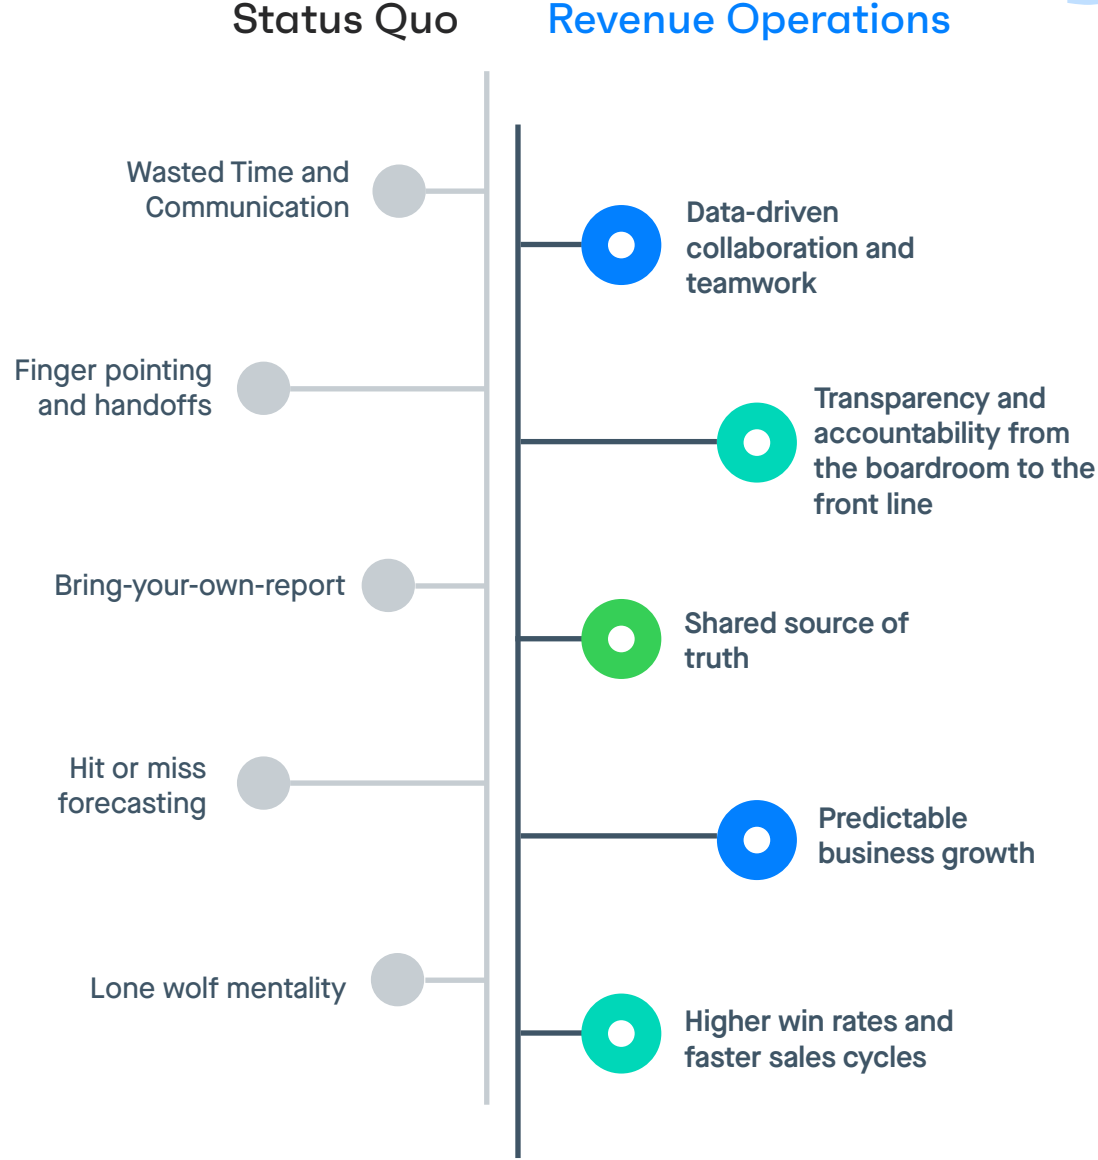 Status Quo
Revenue Operations
Wasted Time and
Communication
Data-driven
collaboration and
teamwork
Finger pointing
and handoffs
Transparency and
accountability from
the boardroom to the
front line
Bring-your-own-report
Shared source of
truth
Hit or miss
forecasting
Predictable
business growth
Lone wolf mentality
Higher win rates and
faster sales cycles